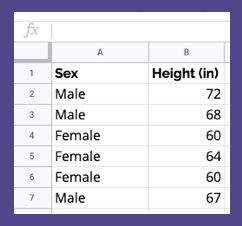 fx
A B
1 Sex Height (in)
2 Male 72
3 Male 68
4 Female 60
5 Female 64
6 Female 60
7 Male 67